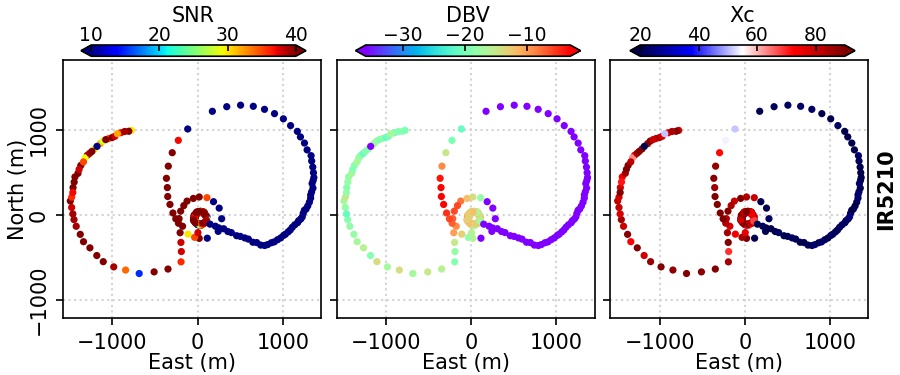 SNR DBV Xc
10 20 30 40 −30 −20 −10 20 40 60 80
North (m)
1000
0
−1000
−1000 0 1000 −1000 0 1000 −1000 0 1000
East (m) East (m) East (m)
IR5210